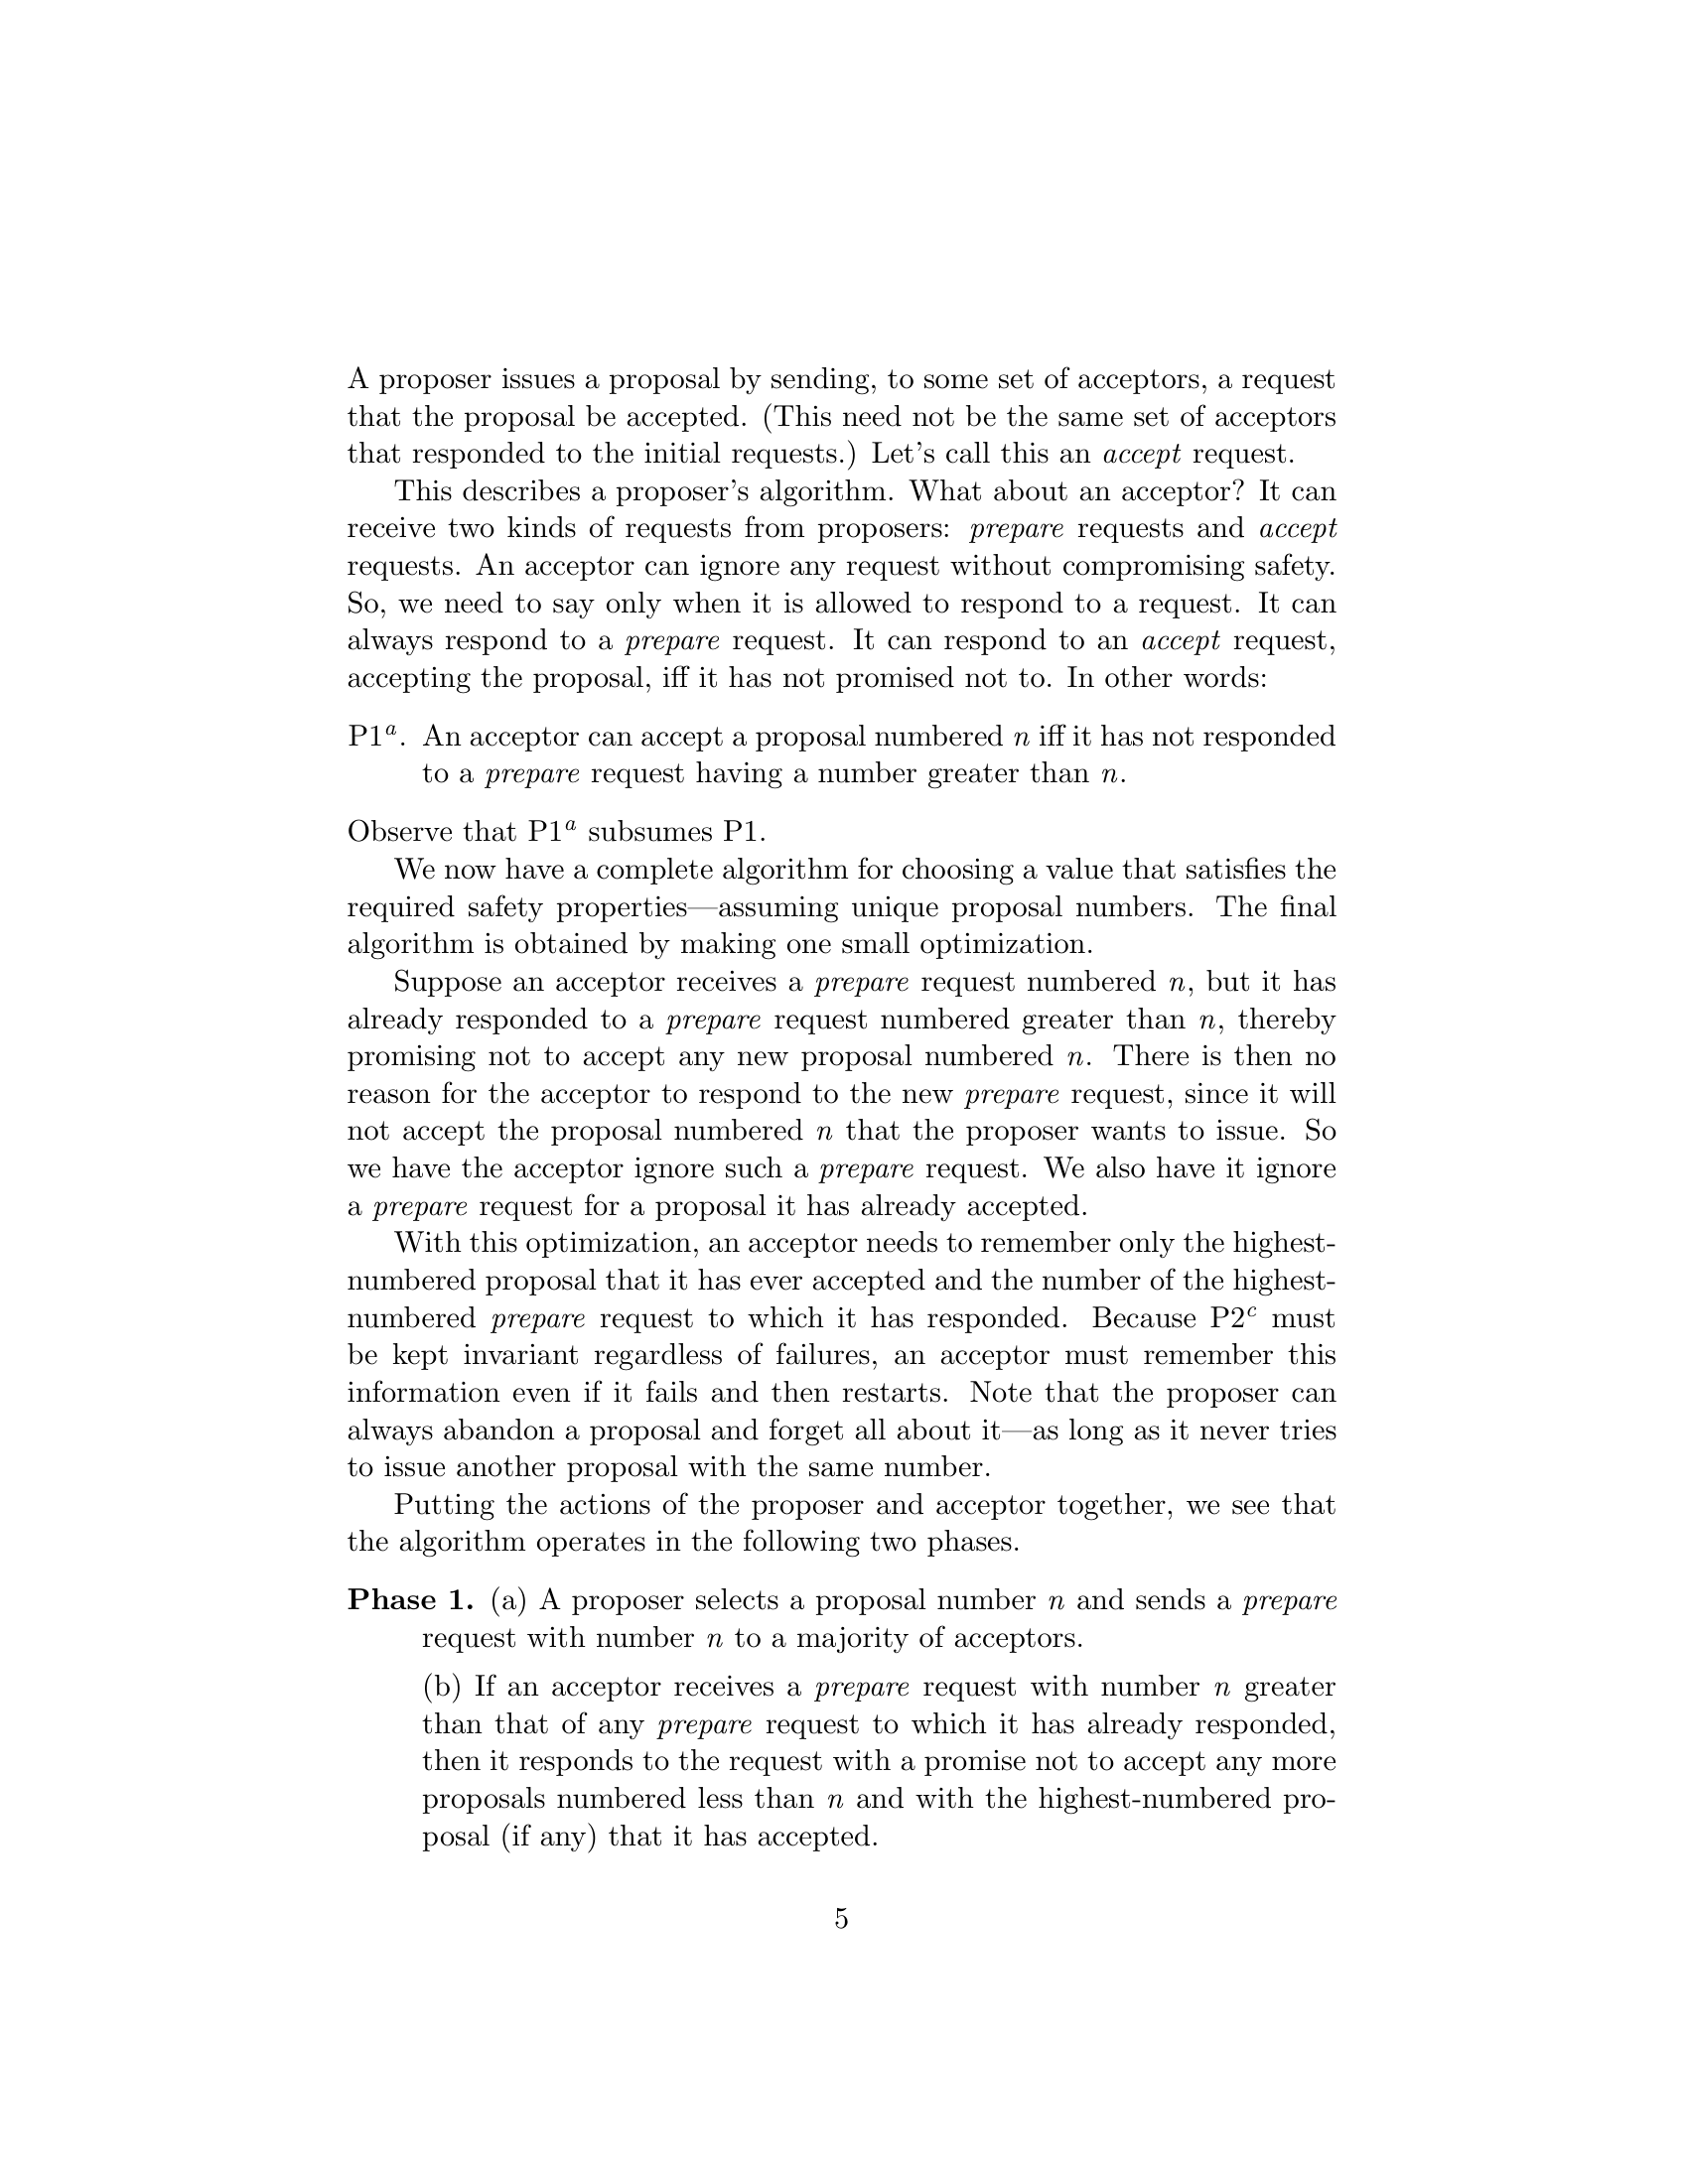 A proposer issues a proposal by sending, to some set of acceptors, a request
that the proposal be accepted. (This need not be the same set of acceptors
that responded to the initial requests.) Let's call this an accept request.
This describes a proposer's algorithm. What about an acceptor? It can
receive two kinds of requests from proposers: prepare requests and accept
requests. An acceptor can ignore any request without compromising safety.
So, we need to say only when it is allowed to respond to a request. It can
always respond to a prepare request. It can respond to an accept request,
accepting the proposal, iff it has not promised not to. In other words:
P1ᵃ. An acceptor can accept a proposal numbered n iff it has not responded
to a prepare request having a number greater than n.
Observe that P1ᵃ subsumes P1.
We now have a complete algorithm for choosing a value that satisfies the
required safety properties—assuming unique proposal numbers. The final
algorithm is obtained by making one small optimization.
Suppose an acceptor receives a prepare request numbered n, but it has
already responded to a prepare request numbered greater than n, thereby
promising not to accept any new proposal numbered n. There is then no
reason for the acceptor to respond to the new prepare request, since it will
not accept the proposal numbered n that the proposer wants to issue. So
we have the acceptor ignore such a prepare request. We also have it ignore
a prepare request for a proposal it has already accepted.
With this optimization, an acceptor needs to remember only the highest-
numbered proposal that it has ever accepted and the number of the highest-
numbered prepare request to which it has responded. Because P2ᶜ must
be kept invariant regardless of failures, an acceptor must remember this
information even if it fails and then restarts. Note that the proposer can
always abandon a proposal and forget all about it—as long as it never tries
to issue another proposal with the same number.
Putting the actions of the proposer and acceptor together, we see that
the algorithm operates in the following two phases.
Phase 1. (a) A proposer selects a proposal number n and sends a prepare
request with number n to a majority of acceptors.
(b) If an acceptor receives a prepare request with number n greater
than that of any prepare request to which it has already responded,
then it responds to the request with a promise not to accept any more
proposals numbered less than n and with the highest-numbered pro-
posal (if any) that it has accepted.
5